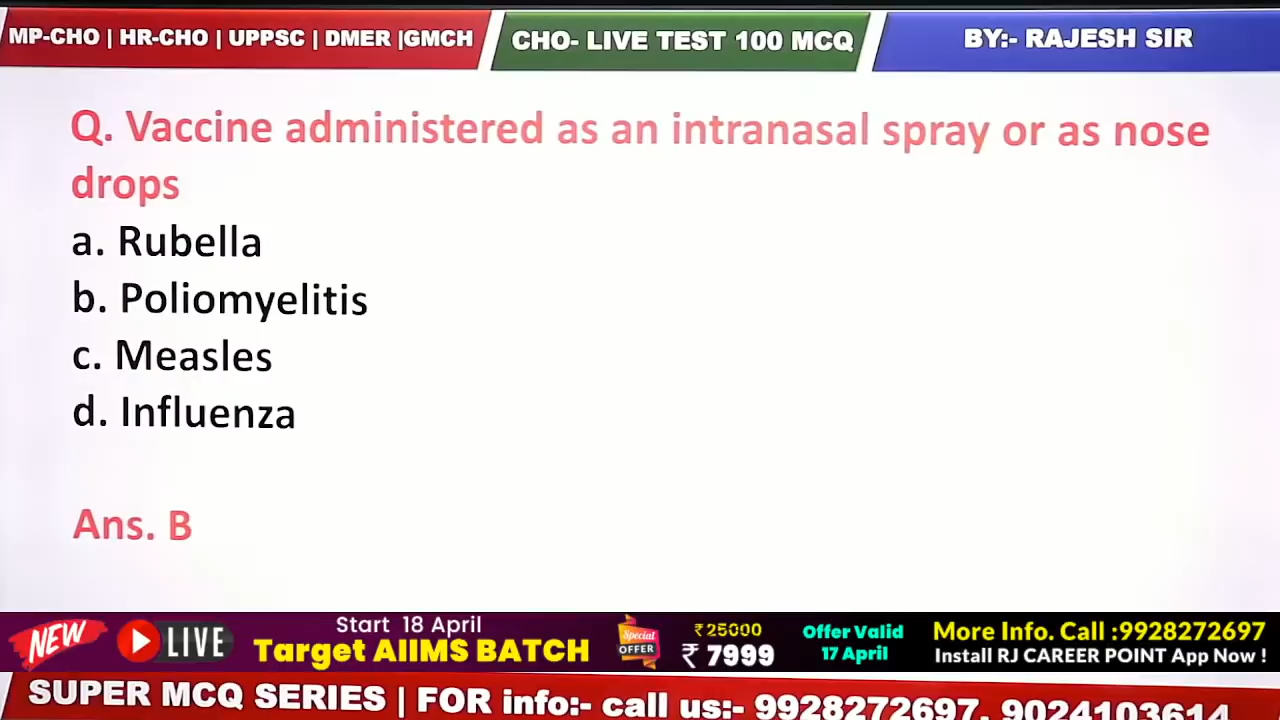 MP-CHO | HR-CHO | UPPSC | DMER |GMCH
CHO- LIVE TEST 100 MCQ
BY:- RAJESH SIR
Q. Vaccine administered as an intranasal spray or as nose
drops
a. Rubella
b. Poliomyelitis
c. Measles
d. Influenza
Ans. B
NEW
LIVE
Start 18 April
Target AIIMS BATCH
Special
OFFER
₹ 25000
₹ 7999
Offer Valid
17 April
More Info. Call :9928272697
Install RJ CAREER POINT App Now !
SUPER MCQ SERIES | FOR info:- call us:- 9928272697, 9024103614